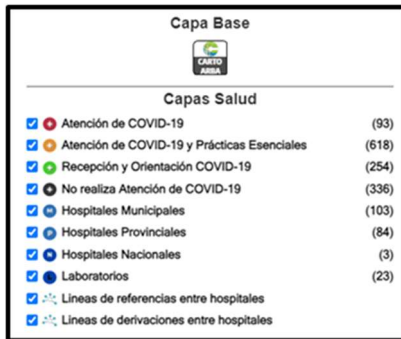 Capa Base
CARTO
ARBA
Capas Salud
Atención de COVID-19 (93)
Atención de COVID-19 y Prácticas Esenciales (618)
Recepción y Orientación COVID-19 (254)
No realiza Atención de COVID-19 (336)
H Hospitales Municipales (103)
P Hospitales Provinciales (84)
N Hospitales Nacionales (3)
L Laboratorios (23)
Lineas de referencias entre hospitales
Lineas de derivaciones entre hospitales